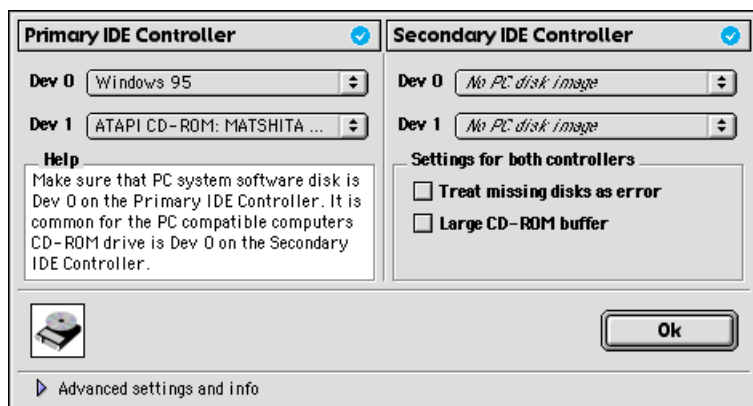 Primary IDE Controller
Dev 0 Windows 95
Dev 1 ATAPI CD-ROM: MATSHITA ...
Help
Make sure that PC system software disk is
Dev 0 on the Primary IDE Controller. It is
common for the PC compatible computers
CD-ROM drive is Dev 0 on the Secondary
IDE Controller.
Secondary IDE Controller
Dev 0 No PC disk image
Dev 1 No PC disk image
Settings for both controllers
Treat missing disks as error
Large CD-ROM buffer
Ok
Advanced settings and info